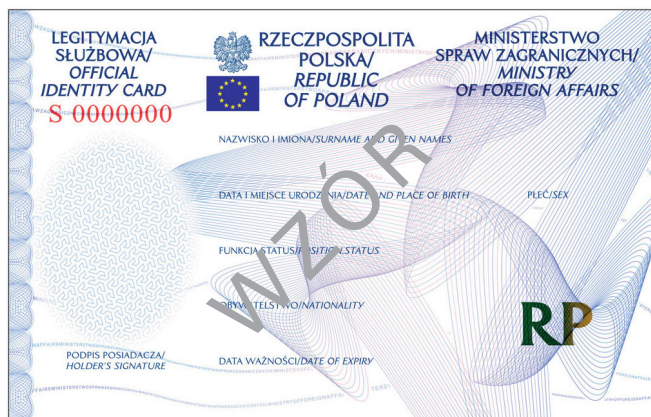 LEGITYMACJA
SŁUŻBOWA/
OFFICIAL
IDENTITY CARD
S 0000000
RZECZPOSPOLITA
POLSKA/
REPUBLIC
OF POLAND
MINISTERSTWO
SPRAW ZAGRANICZNYCH/
MINISTRY
OF FOREIGN AFFAIRS
NAZWISKO I IMIONA/SURNAME AND GIVEN NAMES
DATA I MIEJSCE URODZENIA/DATE AND PLACE OF BIRTH
PŁEĆ/SEX
FUNKCJA.STATUS/POSITION.STATUS
WZÓR
OBYWATELSTWO/NATIONALITY
RP
PODPIS POSIADACZA/
HOLDER'S SIGNATURE
DATA WAŻNOŚCI/DATE OF EXPIRY